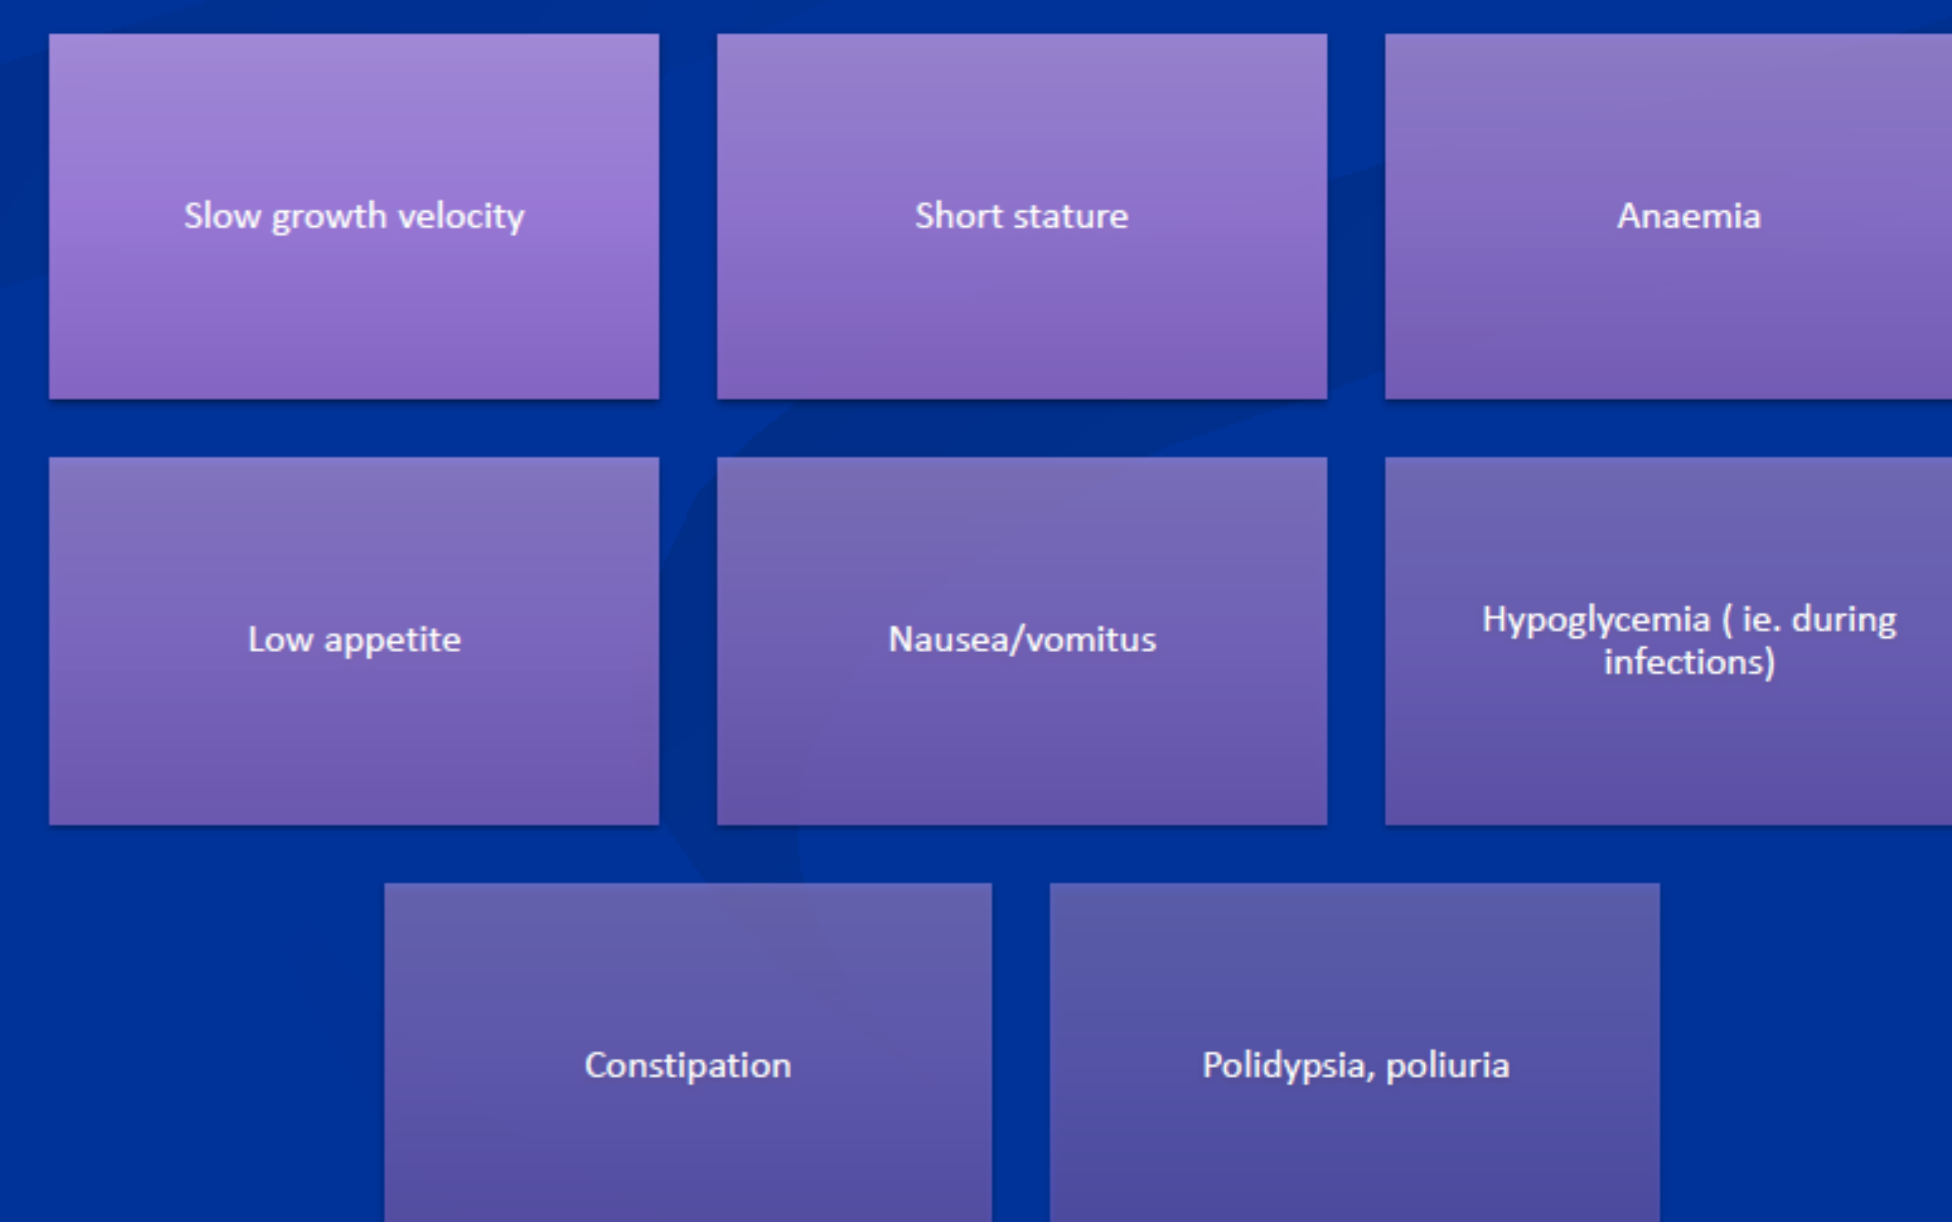 Slow growth velocity
Short stature
Anaemia
Low appetite
Nausea/vomitus
Hypoglycemia ( ie. during
infections)
Constipation
Polidypsia, poliuria